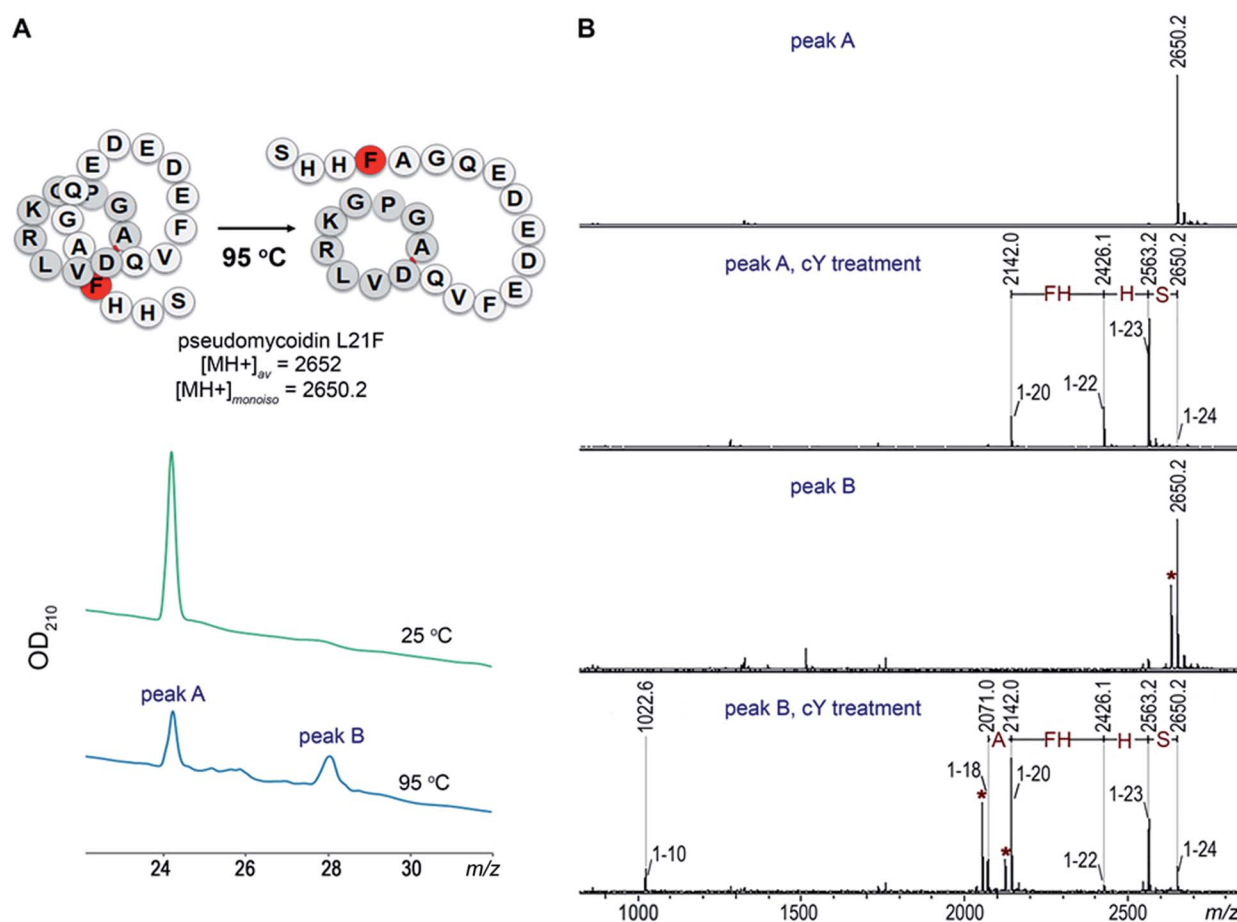 A
E D E D E F V Q
Q P G A D V L R K G
G A F H H S
95 °C
S H H F A G Q E D E D E F V Q
K G P G A D V L R
pseudomycoidin L21F
[MH+]av = 2652
[MH+]monoiso = 2650.2
OD210
25 °C
peak A
peak B
95 °C
24 26 28 30 m/z
B
peak A
2650.2
peak A, cY treatment
2142.0 2426.1 2563.2 2650.2
FH H S
1-23
1-20
1-22
1-24
peak B
2650.2
*
peak B, cY treatment
1022.6 2071.0 2142.0 2426.1 2563.2 2650.2
A FH H S
1-18
1-20
1-23
*
*
1-10
1-22
1-24
1000 1500 2000 2500 m/z